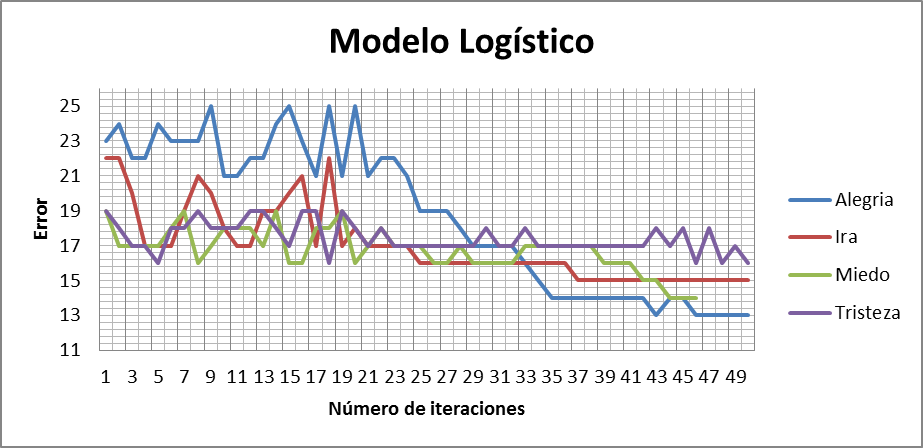 Modelo Logístico
25
23
21
19
17
15
13
11
Error
1 3 5 7 9 11 13 15 17 19 21 23 25 27 29 31 33 35 37 39 41 43 45 47 49
Número de iteraciones
Alegria
Ira
Miedo
Tristeza